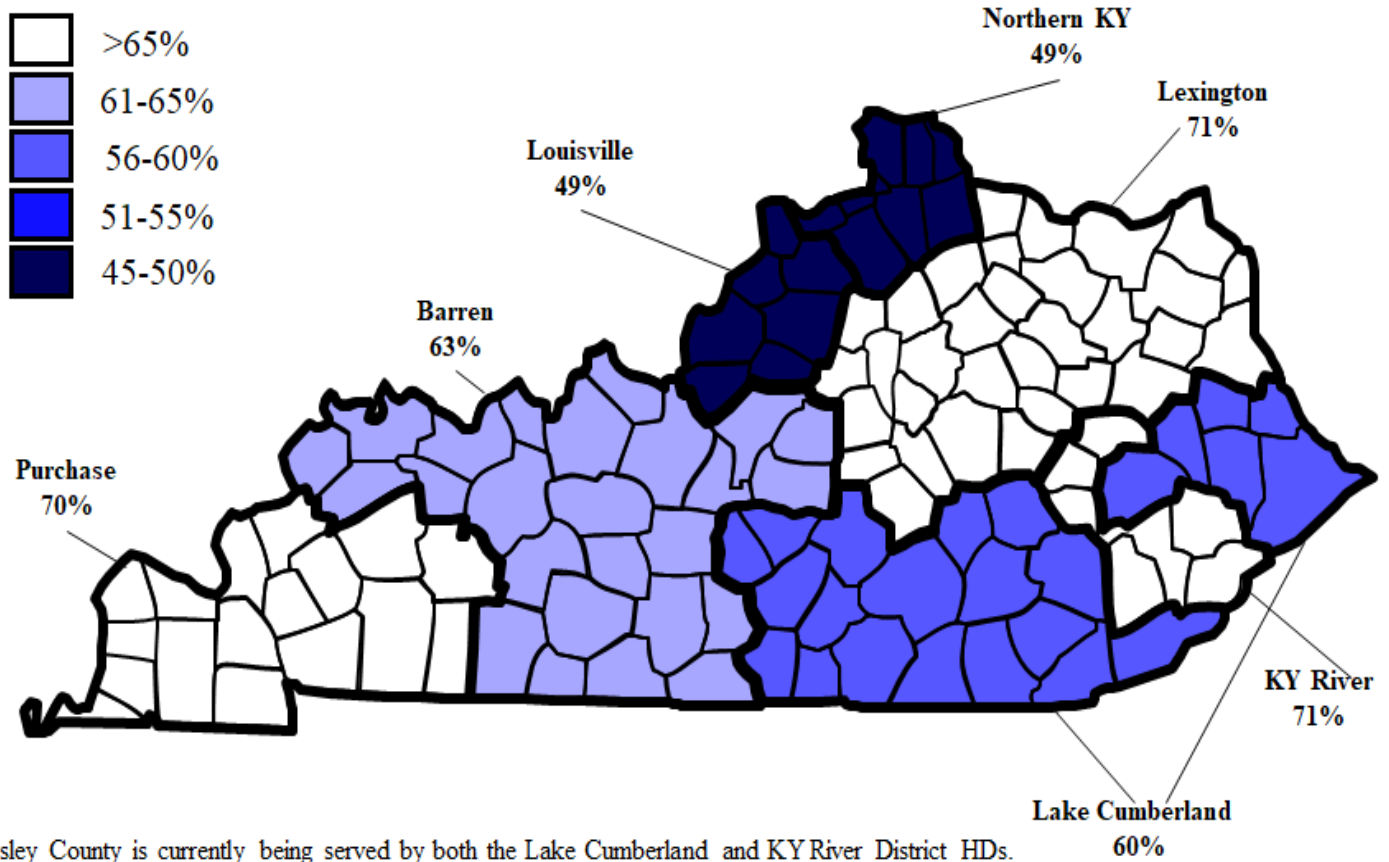 >65%
61-65%
56-60%
51-55%
45-50%
Northern KY
49%
Lexington
71%
Louisville
49%
Barren
63%
Purchase
70%
KY River
71%
Lake Cumberland
60%
sley County is currently being served by both the Lake Cumberland and KY River District HDs.